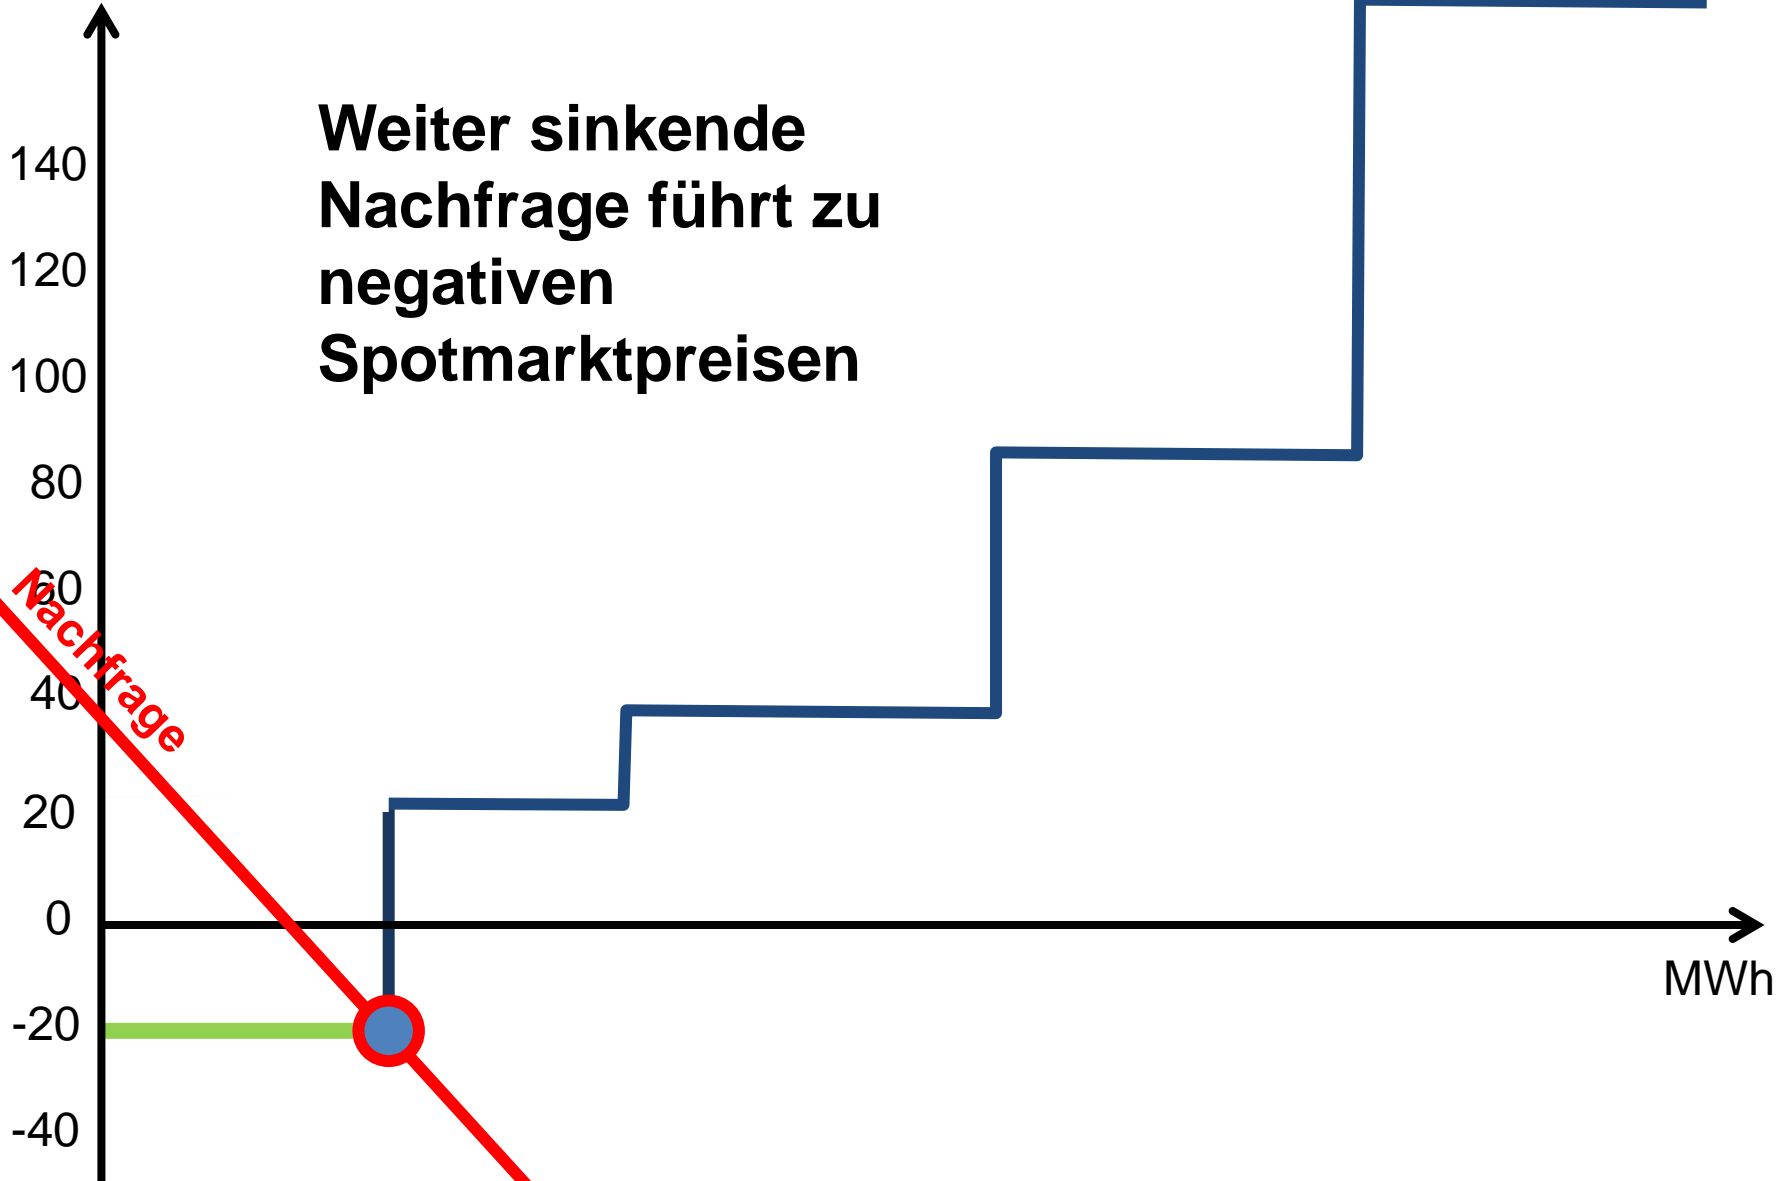 Weiter sinkende
Nachfrage führt zu
negativen
Spotmarktpreisen
140
120
100
80
60
40
20
0
-20
-40
Nachfrage
MWh